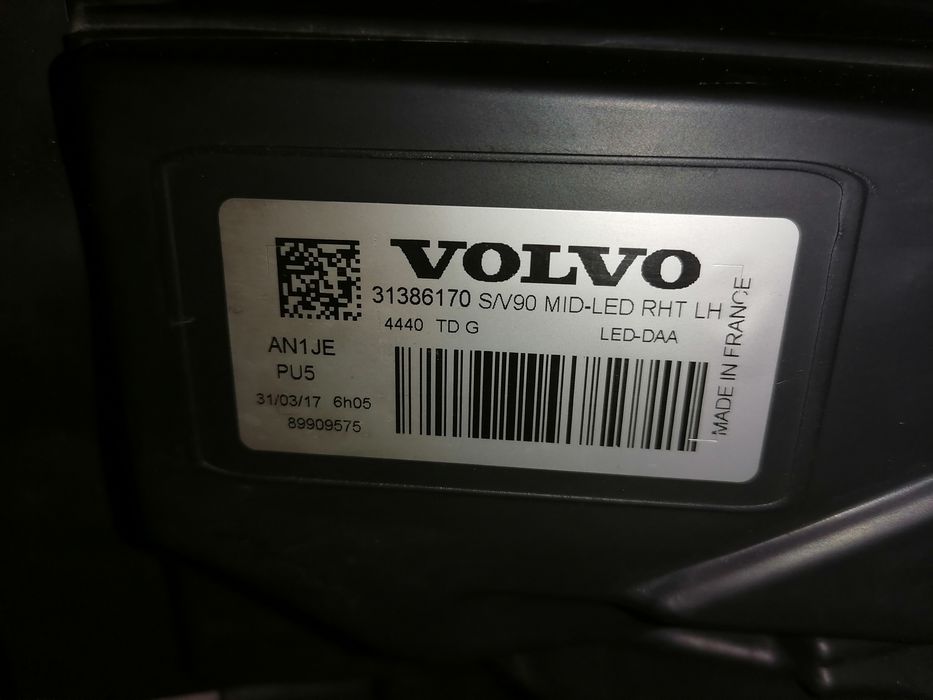 VOLVO
31386170 S/V90 MID-LED RHT LH
4440 TD G LED-DAA
AN1JE
PU5
31/03/17 6h05
89909575
MADE IN FRANCE